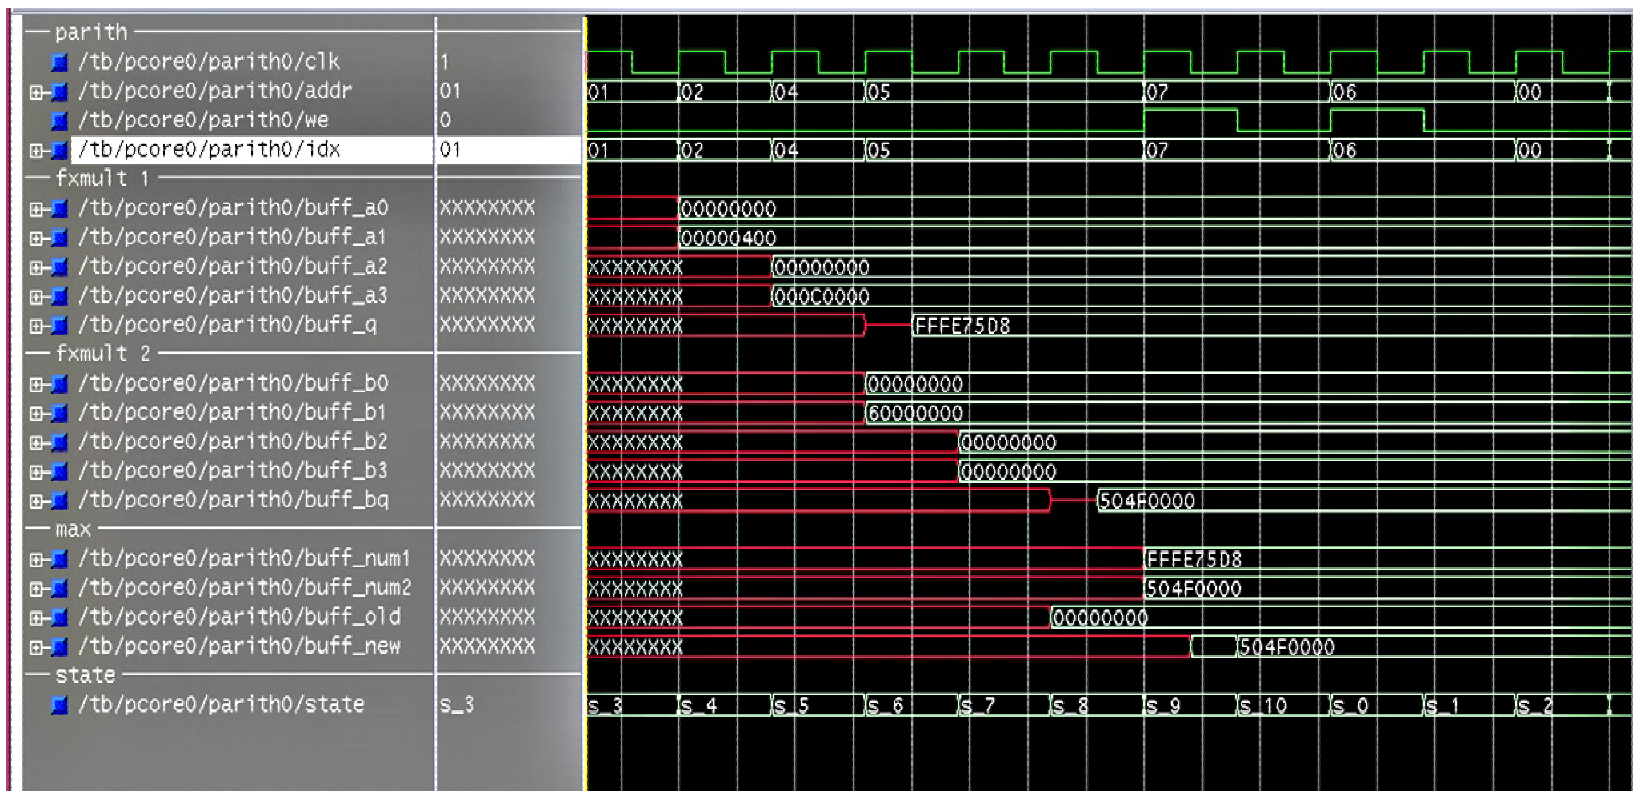 parith
/tb/pcore0/parith0/clk 1
/tb/pcore0/parith0/addr 01 01 02 04 05 07 06 00
/tb/pcore0/parith0/we 0
/tb/pcore0/parith0/idx 01 01 02 04 05 07 06 00
fxmult 1
/tb/pcore0/parith0/buff_a0 XXXXXXXX 00000000
/tb/pcore0/parith0/buff_a1 XXXXXXXX 00000400
/tb/pcore0/parith0/buff_a2 XXXXXXXX XXXXXXXX 00000000
/tb/pcore0/parith0/buff_a3 XXXXXXXX XXXXXXXX 000C0000
/tb/pcore0/parith0/buff_q XXXXXXXX XXXXXXXX FFFE75D8
fxmult 2
/tb/pcore0/parith0/buff_b0 XXXXXXXX XXXXXXXX 00000000
/tb/pcore0/parith0/buff_b1 XXXXXXXX XXXXXXXX 60000000
/tb/pcore0/parith0/buff_b2 XXXXXXXX XXXXXXXX 00000000
/tb/pcore0/parith0/buff_b3 XXXXXXXX XXXXXXXX 00000000
/tb/pcore0/parith0/buff_bq XXXXXXXX XXXXXXXX 504F0000
max
/tb/pcore0/parith0/buff_num1 XXXXXXXX XXXXXXXX FFFE75D8
/tb/pcore0/parith0/buff_num2 XXXXXXXX XXXXXXXX 504F0000
/tb/pcore0/parith0/buff_old XXXXXXXX XXXXXXXX 00000000
/tb/pcore0/parith0/buff_new XXXXXXXX XXXXXXXX 504F0000
state
/tb/pcore0/parith0/state s_3 s_3 s_4 s_5 s_6 s_7 s_8 s_9 s_10 s_0 s_1 s_2